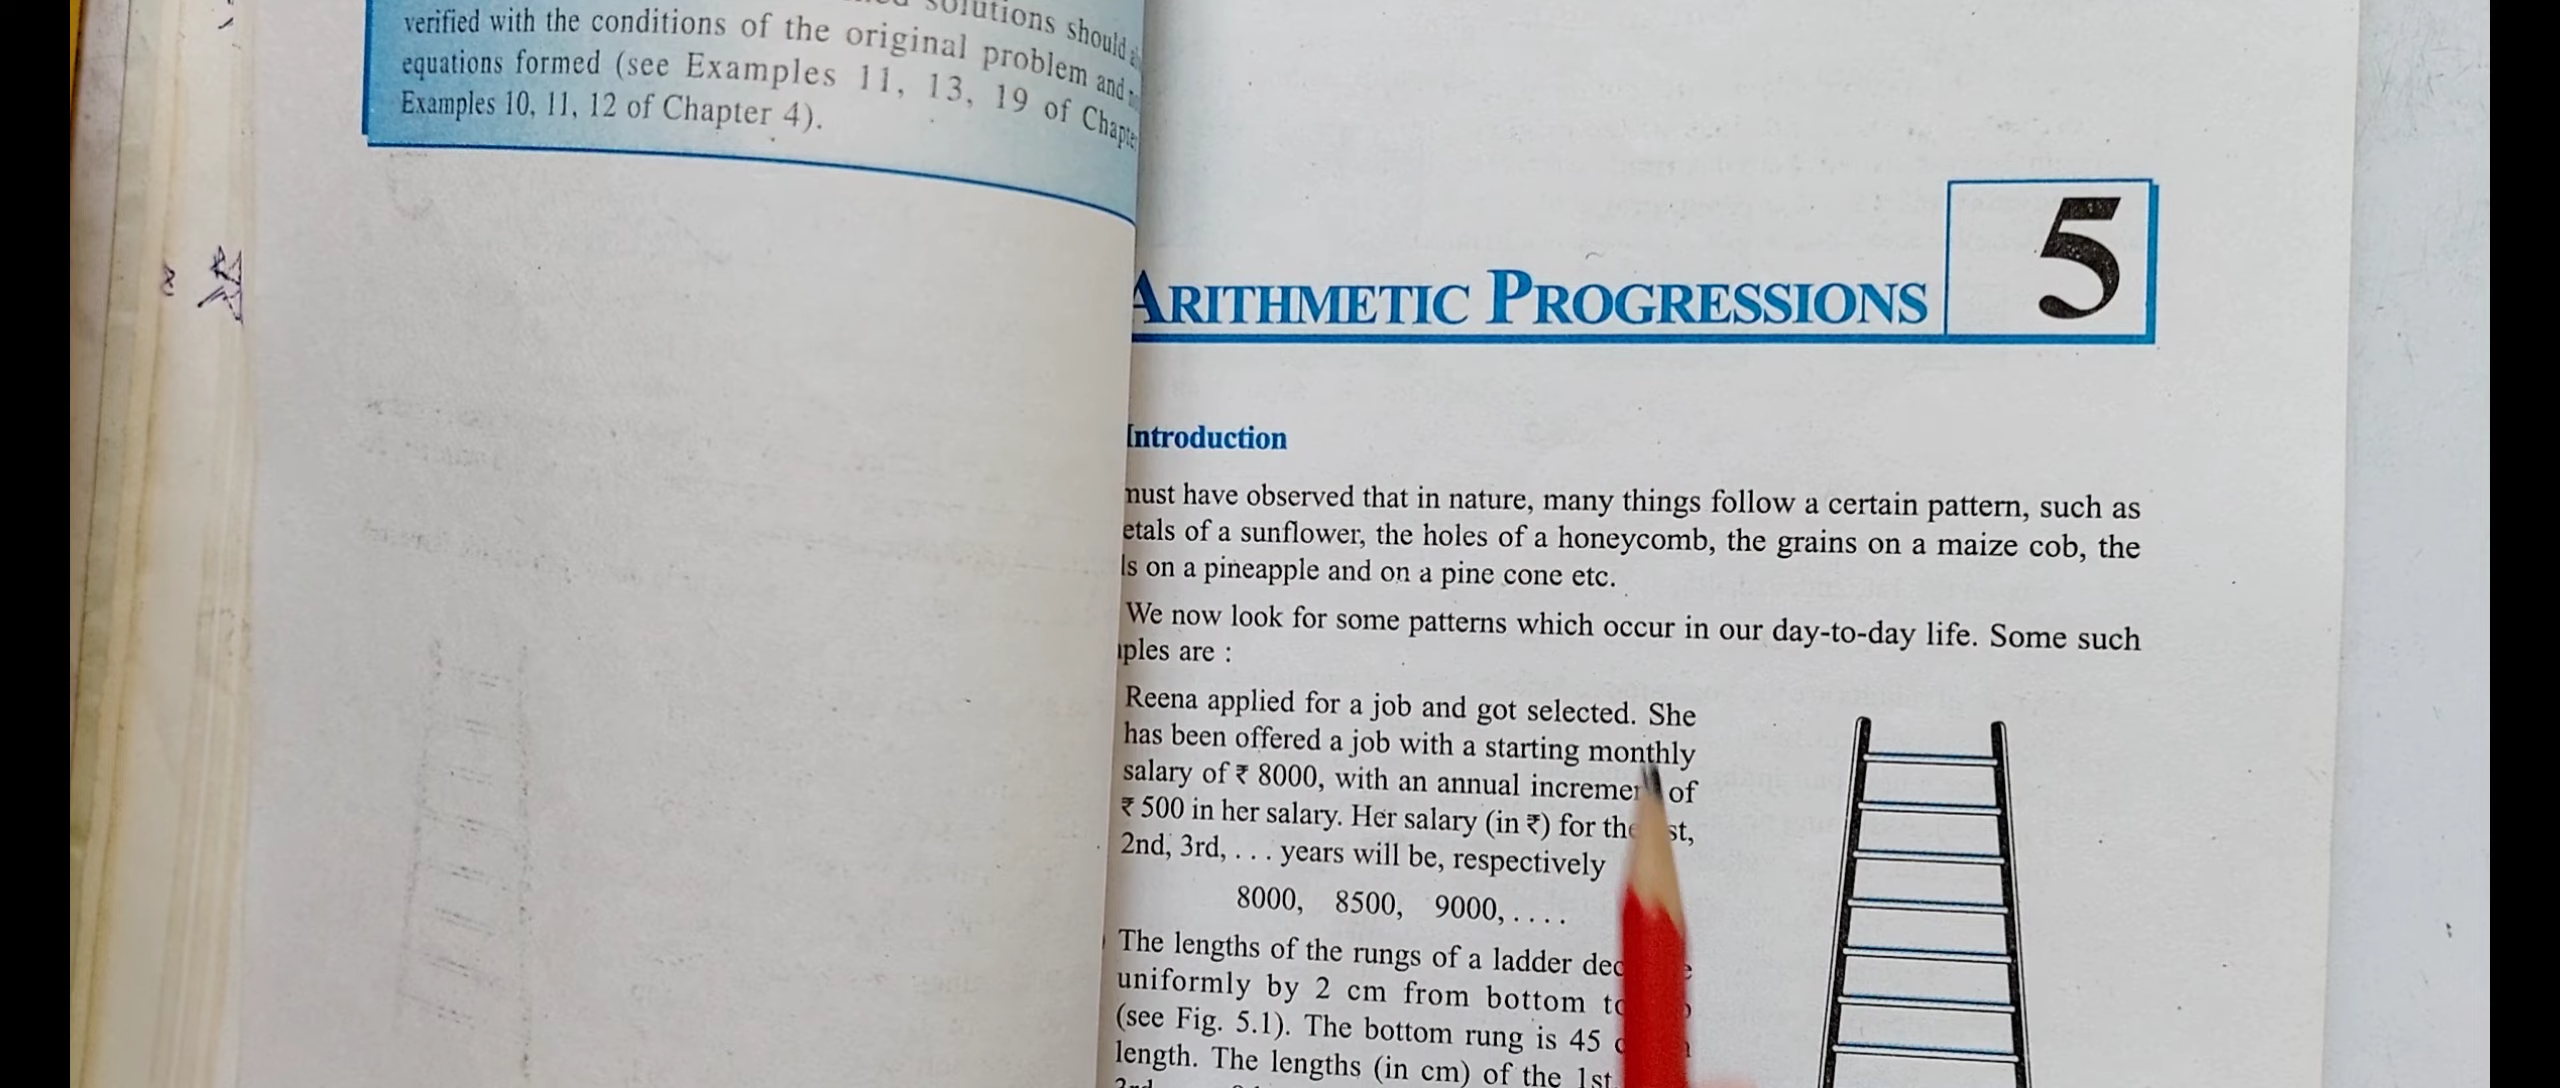 solutions should
verified with the conditions of the original problem and
equations formed (see Examples 11, 13, 19 of Chapte
Examples 10, 11, 12 of Chapter 4).
ARITHMETIC PROGRESSIONS
5
Introduction
must have observed that in nature, many things follow a certain pattern, such as
etals of a sunflower, the holes of a honeycomb, the grains on a maize cob, the
ls on a pineapple and on a pine cone etc.
We now look for some patterns which occur in our day-to-day life. Some such
ples are :
Reena applied for a job and got selected. She
has been offered a job with a starting monthly
salary of ₹ 8000, with an annual incremen of
₹ 500 in her salary. Her salary (in ₹) for the st,
2nd, 3rd, . . . years will be, respectively
8000, 8500, 9000, . . . .
The lengths of the rungs of a ladder dec e
uniformly by 2 cm from bottom to
(see Fig. 5.1). The bottom rung is 45
length. The lengths (in cm) of the 1st